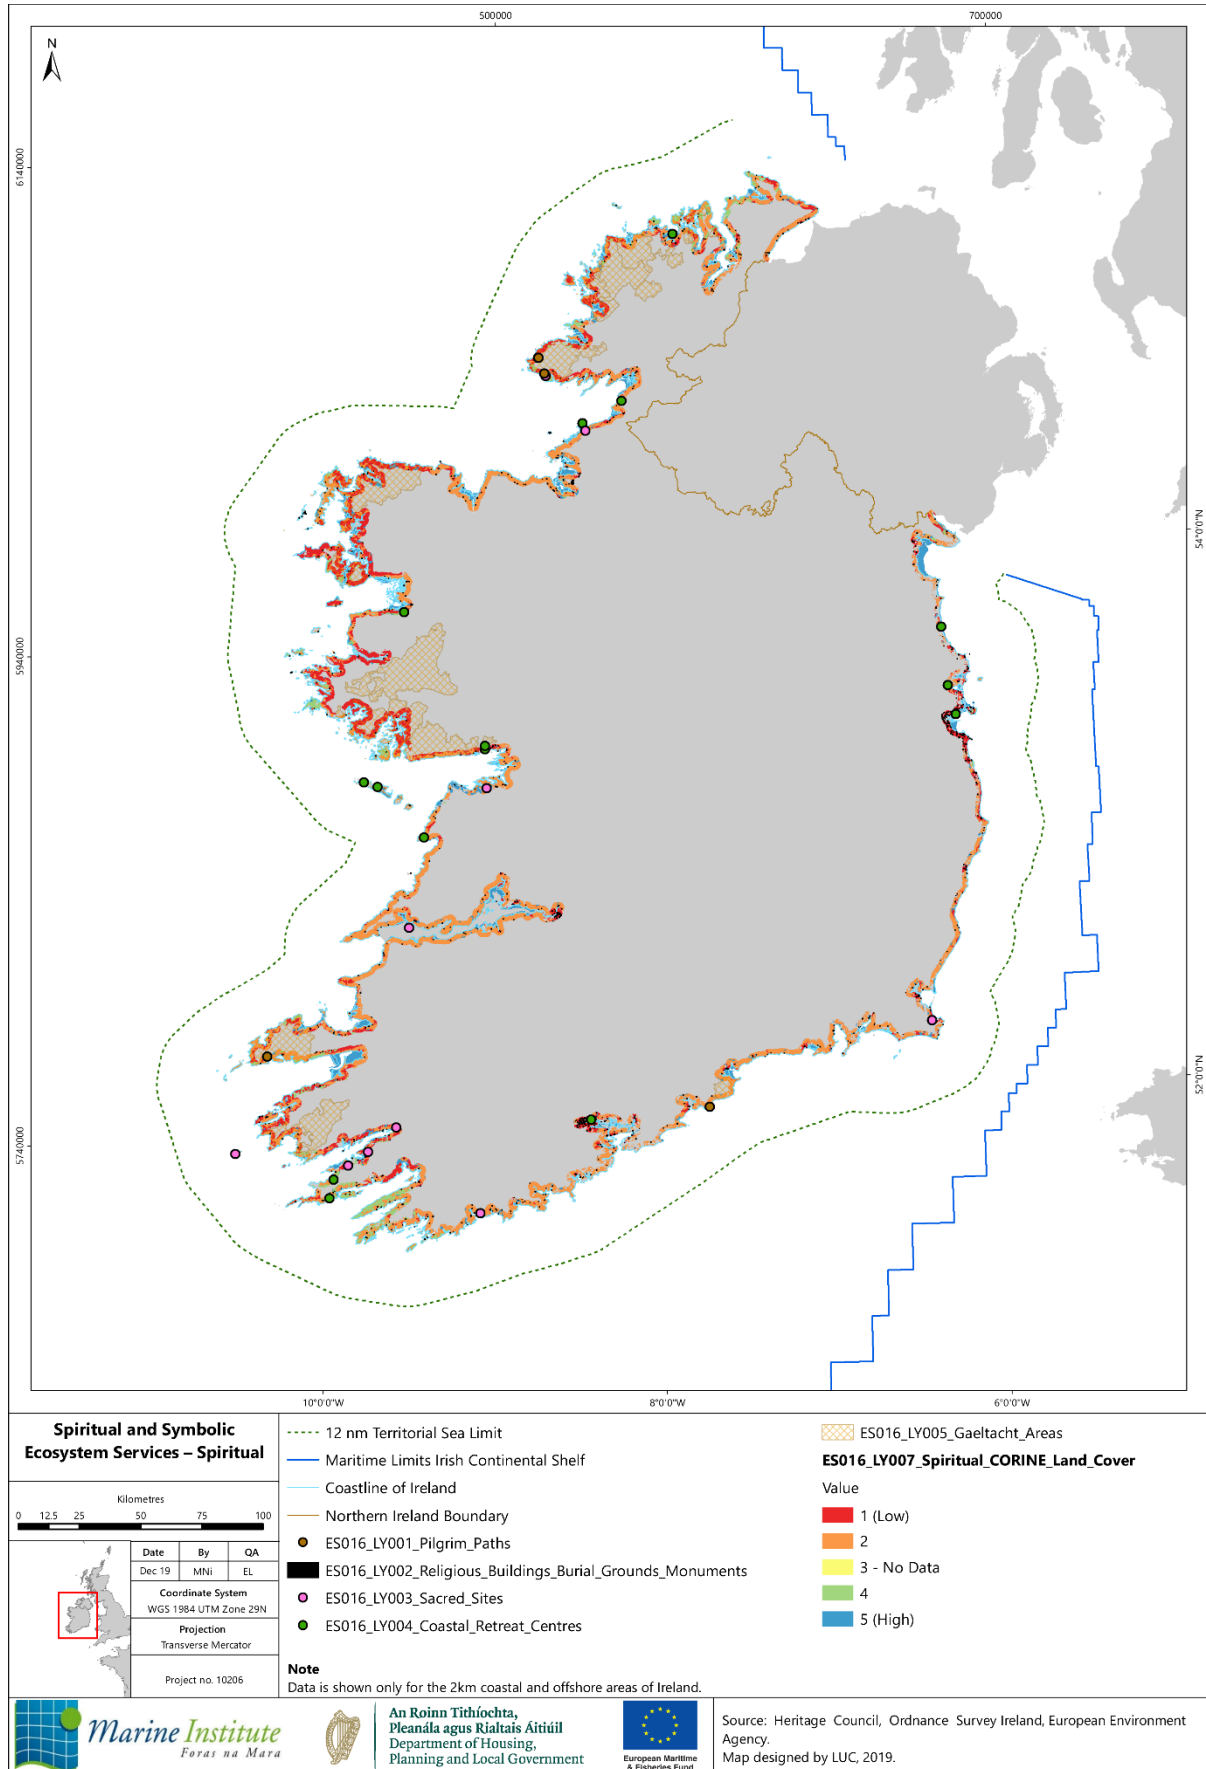 500000
700000
N
6140000
54°0'0"N
5940000
52°0'0"N
5740000
10°0'0"W
8°0'0"W
6°0'0"W
Spiritual and Symbolic
Ecosystem Services – Spiritual
Kilometres
0 12.5 25 50 75 100
Date By QA
Dec 19 MNi EL
Coordinate System
WGS 1984 UTM Zone 29N
Projection
Transverse Mercator
Project no. 10206
12 nm Territorial Sea Limit
Maritime Limits Irish Continental Shelf
Coastline of Ireland
Northern Ireland Boundary
ES016_LY001_Pilgrim_Paths
ES016_LY002_Religious_Buildings_Burial_Grounds_Monuments
ES016_LY003_Sacred_Sites
ES016_LY004_Coastal_Retreat_Centres
ES016_LY005_Gaeltacht_Areas
ES016_LY007_Spiritual_CORINE_Land_Cover
Value
1 (Low)
2
3 - No Data
4
5 (High)
Note
Data is shown only for the 2km coastal and offshore areas of Ireland.
Marine Institute
Foras na Mara
An Roinn Tithíochta,
Pleanála agus Rialtais Áitiúil
Department of Housing,
Planning and Local Government
European Maritime
& Fisheries Fund
Source: Heritage Council, Ordnance Survey Ireland, European Environment
Agency.
Map designed by LUC, 2019.